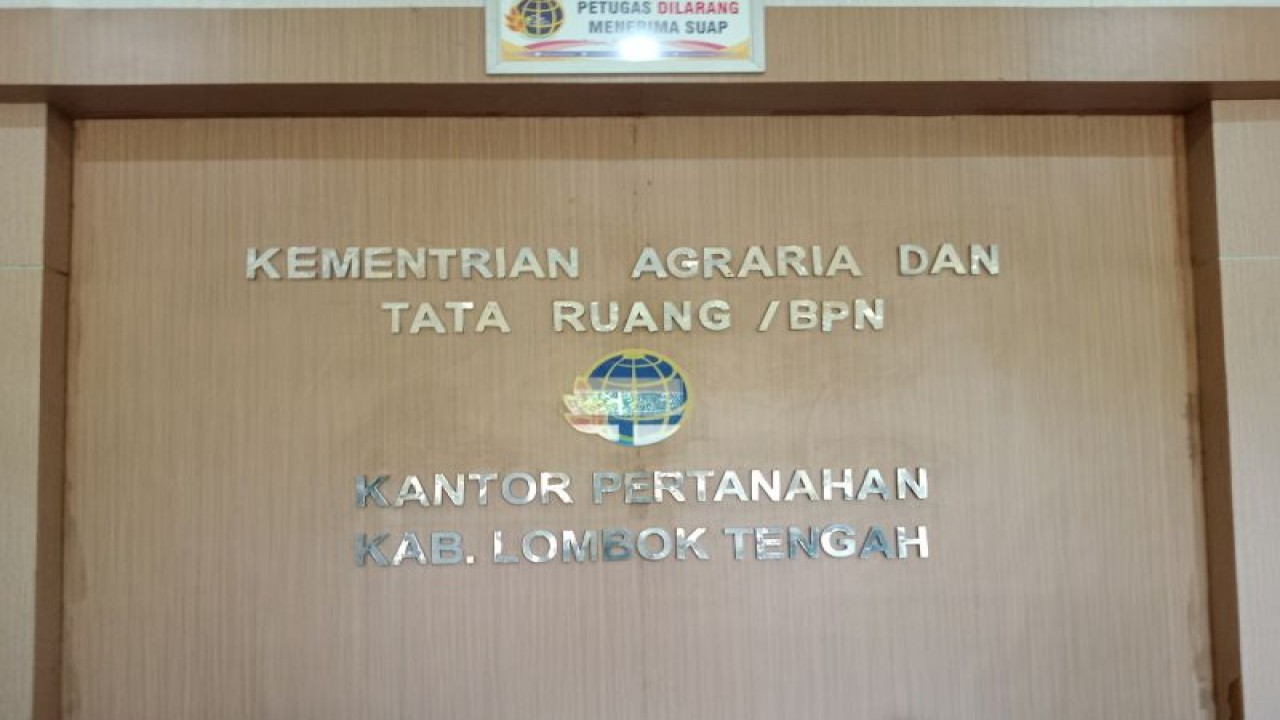 PETUGAS DILARANG
MENERIMA SUAP
KEMENTRIAN AGRARIA DAN
TATA RUANG /BPN
KANTOR PERTANAHAN
KAB. LOMBOK TENGAH